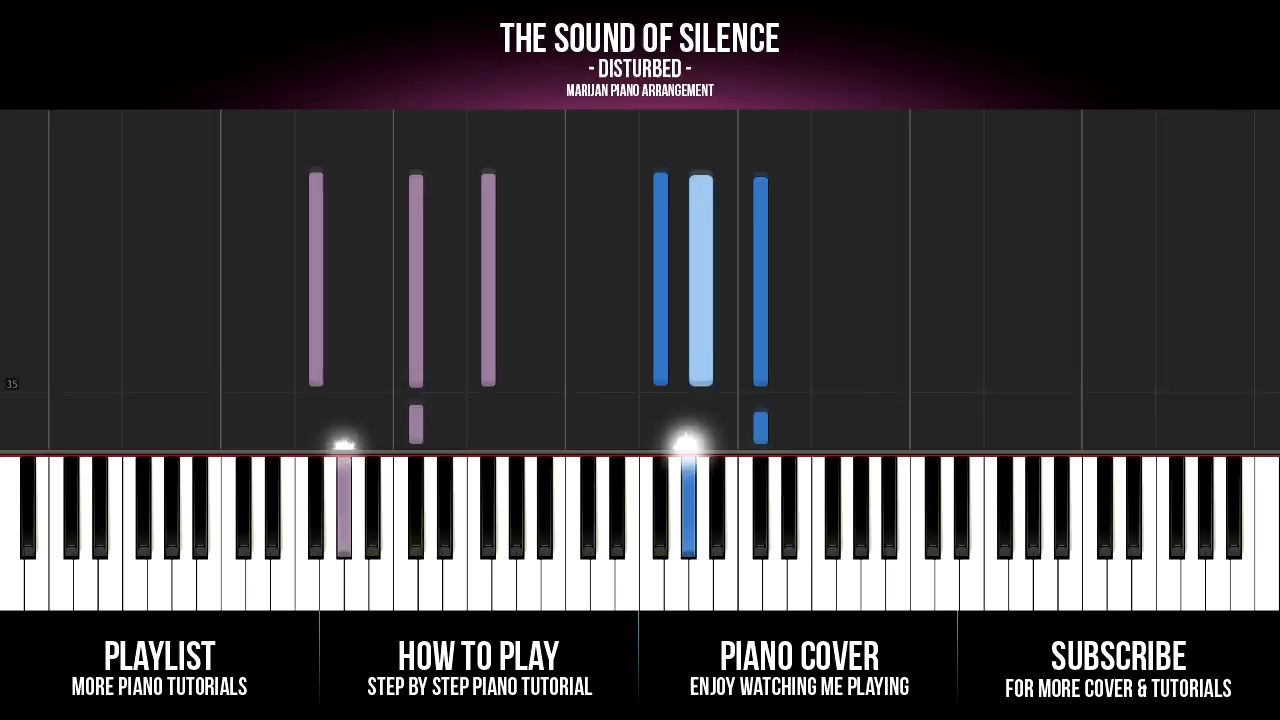 THE SOUND OF SILENCE
- DISTURBED -
MARIJAN PIANO ARRANGEMENT
35
PLAYLIST
MORE PIANO TUTORIALS
HOW TO PLAY
STEP BY STEP PIANO TUTORIAL
PIANO COVER
ENJOY WATCHING ME PLAYING
SUBSCRIBE
FOR MORE COVER & TUTORIALS